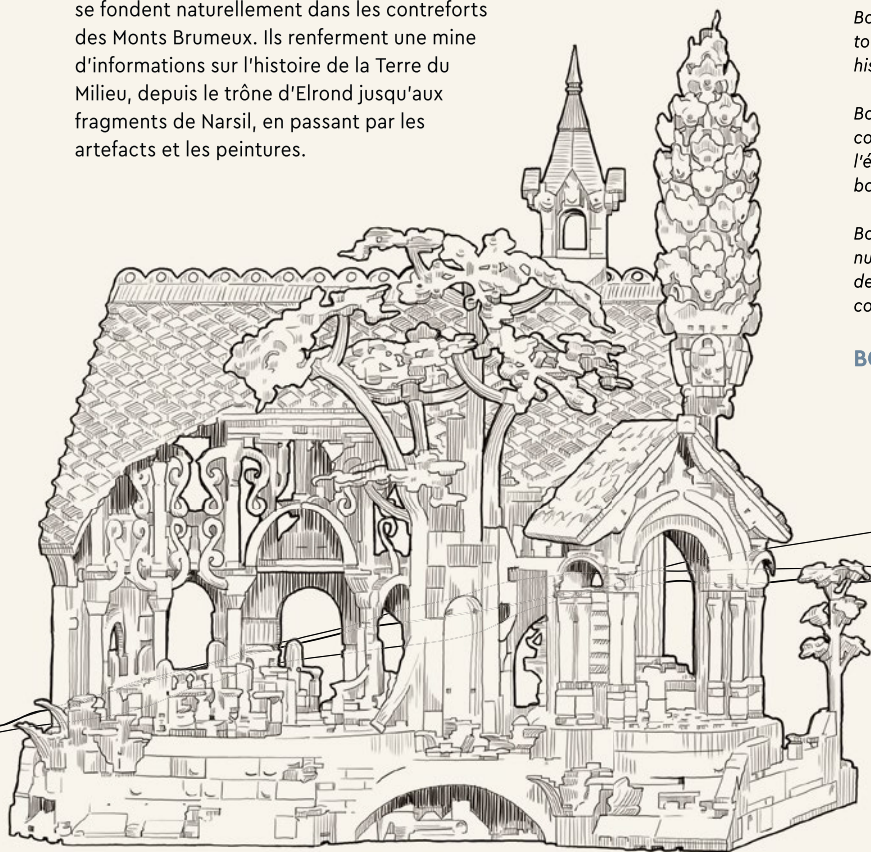 se fondent naturellement dans les contreforts
des Monts Brumeux. Ils renferment une mine
d'informations sur l'histoire de la Terre du
Milieu, depuis le trône d'Elrond jusqu'aux
fragments de Narsil, en passant par les
artefacts et les peintures.